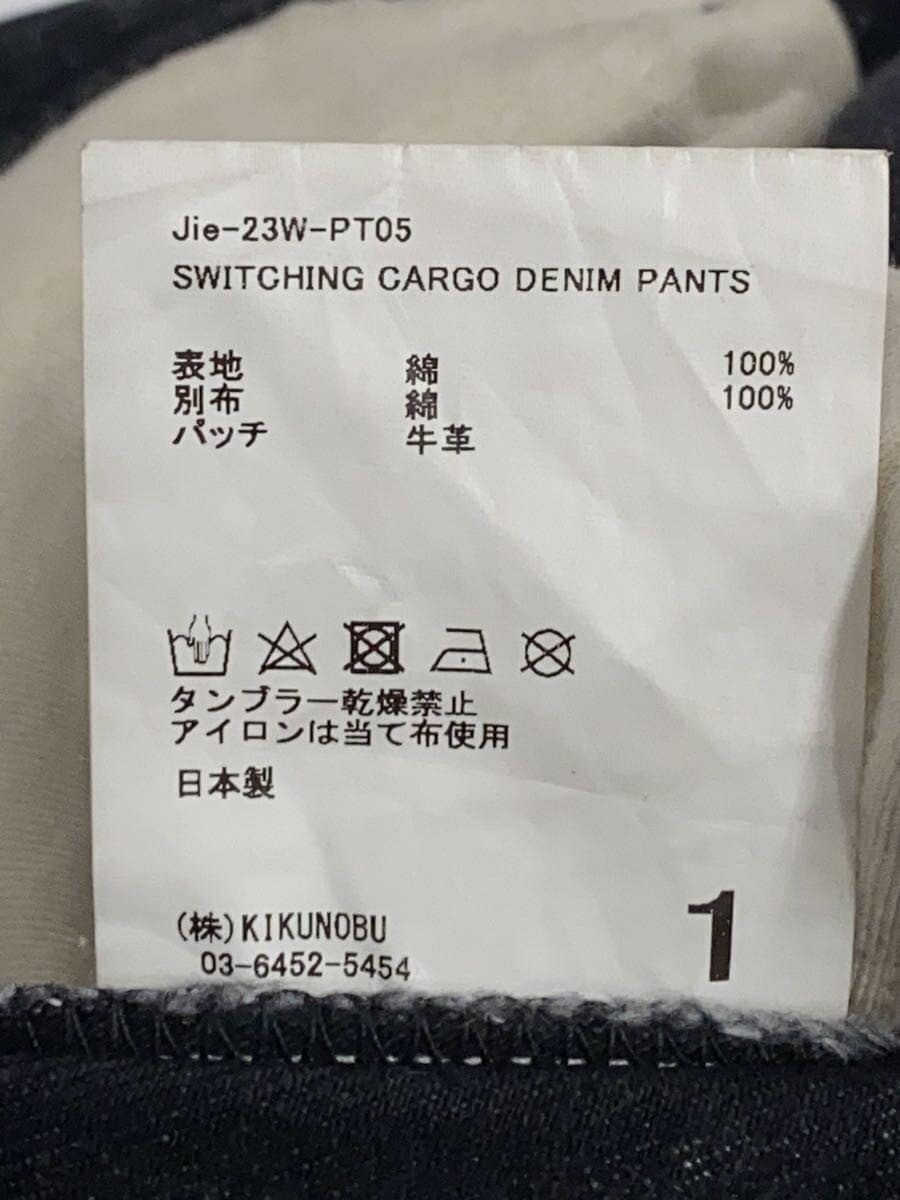 Jie-23W-PT05
SWITCHING CARGO DENIM PANTS
表地 綿 100%
別布 綿 100%
パッチ 牛革
タンブラー乾燥禁止
アイロンは当て布使用
日本製
(株)KIKUNOBU
03-6452-5454
1